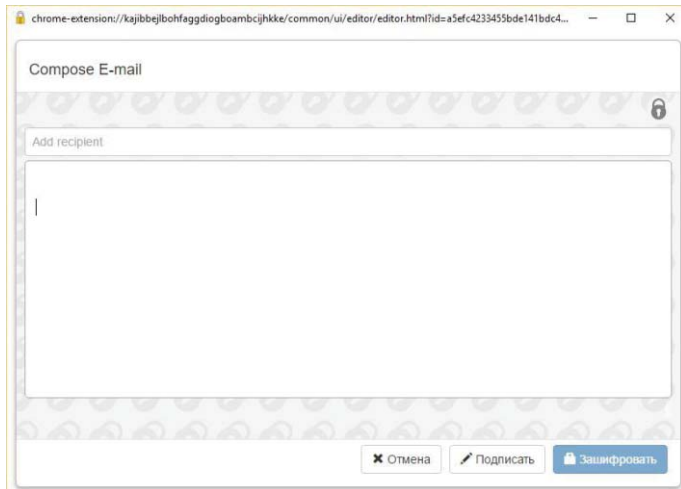 chrome-extension://kajibbejlbohfaggdiogboambcijhkke/common/ui/editor/editor.html?id=a5efc4233455bde141bdc4...
Compose E-mail
Add recipient
Отмена Подписать Зашифровать